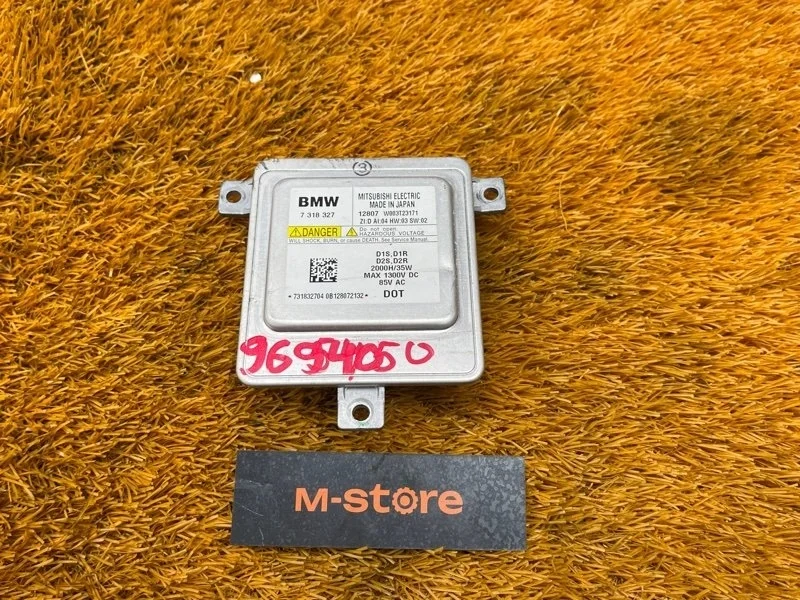 3
BMW
7 318 327
MITSUBISHI ELECTRIC
MADE IN JAPAN
12807 W003T23171
ZI:D AI:04 HW:03 SW:02
DANGER
Do not open.
HAZARDOUS VOLTAGE
WILL SHOCK, BURN, or cause DEATH. See Service Manual.
D1S,D1R
D2S,D2R
2000H/35W
MAX 1300V DC
85V AC
DOT
*731832704 0B128072132*
M-store